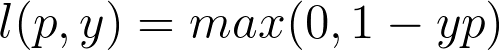 l(p, y) = max(0, 1 − yp)